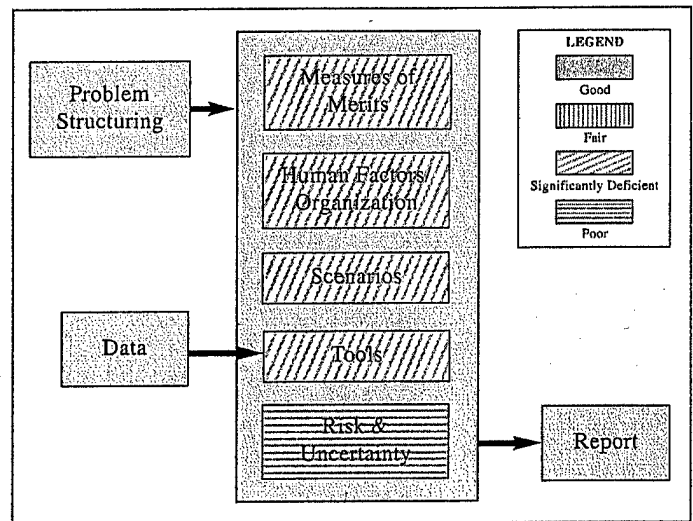 Problem
Structuring
Measures of
Merits
Human Factors/
Organization
Scenarios
Data
Tools
Risk &
Uncertainty
Report
LEGEND
Good
Fair
Significantly Deficient
Poor